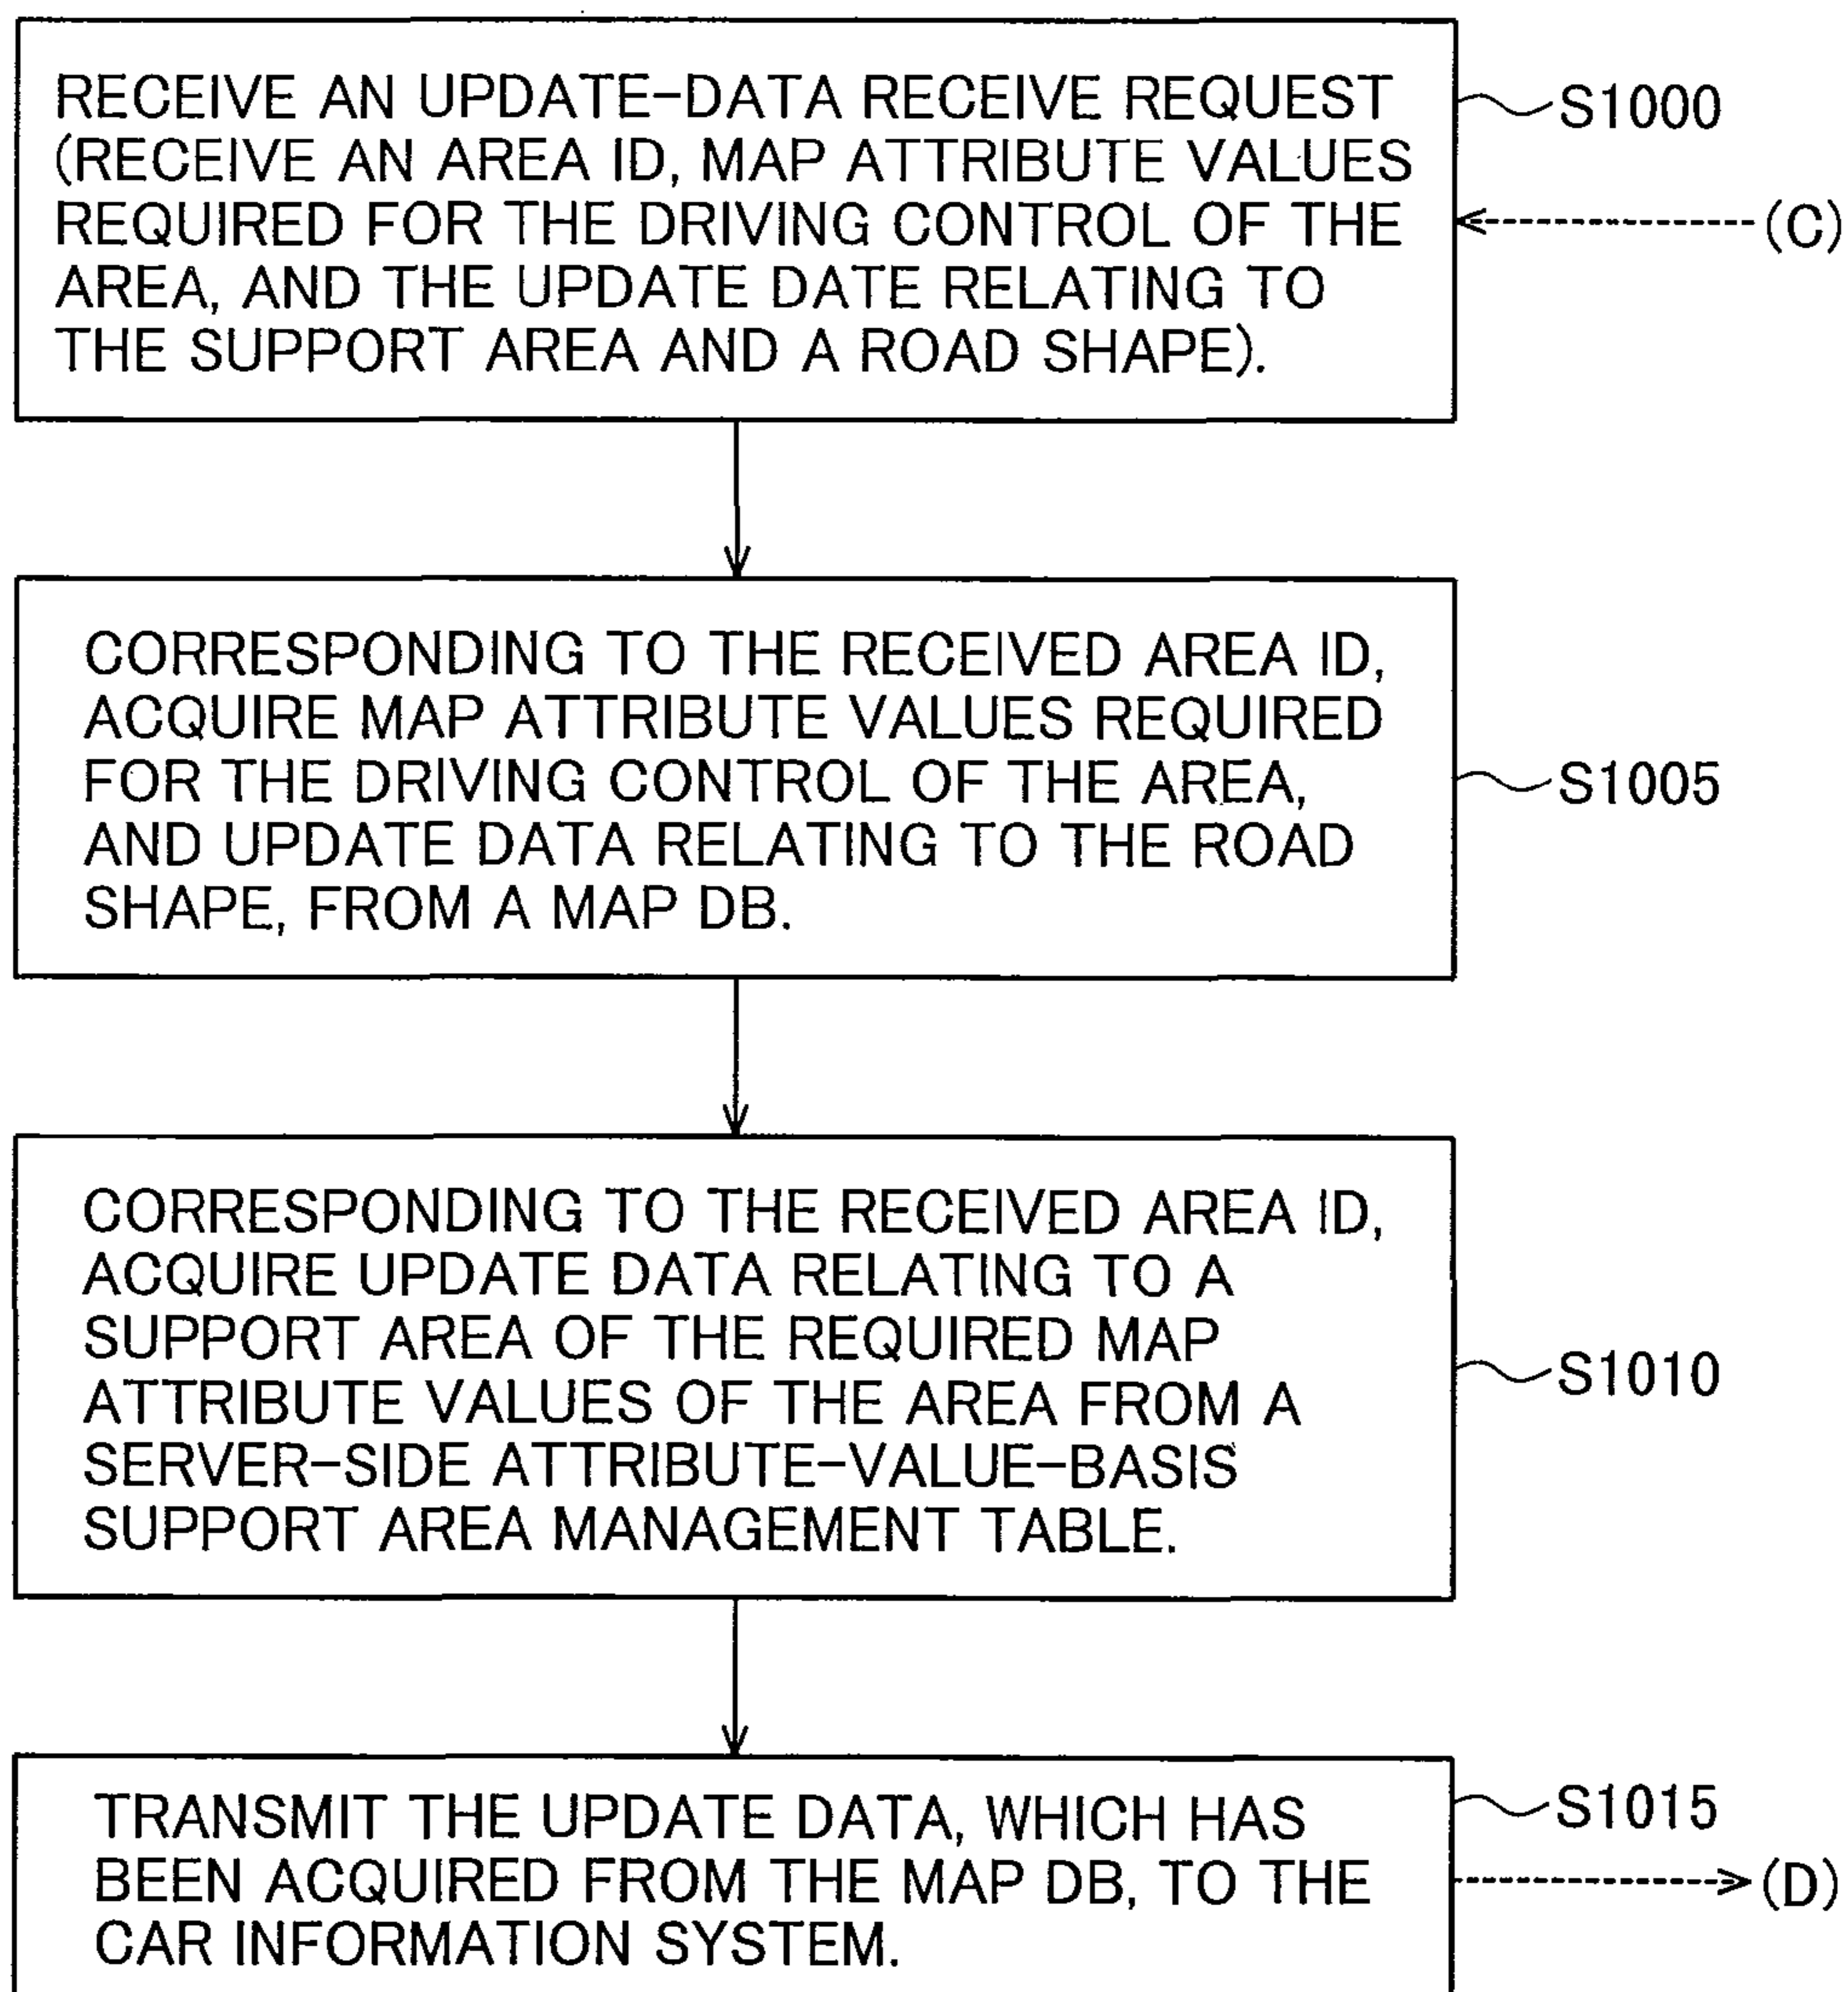 RECEIVE AN UPDATE-DATA RECEIVE REQUEST
(RECEIVE AN AREA ID, MAP ATTRIBUTE VALUES
REQUIRED FOR THE DRIVING CONTROL OF THE
AREA, AND THE UPDATE DATE RELATING TO
THE SUPPORT AREA AND A ROAD SHAPE).
S1000
(C)
CORRESPONDING TO THE RECEIVED AREA ID,
ACQUIRE MAP ATTRIBUTE VALUES REQUIRED
FOR THE DRIVING CONTROL OF THE AREA,
AND UPDATE DATA RELATING TO THE ROAD
SHAPE, FROM A MAP DB.
S1005
CORRESPONDING TO THE RECEIVED AREA ID,
ACQUIRE UPDATE DATA RELATING TO A
SUPPORT AREA OF THE REQUIRED MAP
ATTRIBUTE VALUES OF THE AREA FROM A
SERVER-SIDE ATTRIBUTE-VALUE-BASIS
SUPPORT AREA MANAGEMENT TABLE.
S1010
TRANSMIT THE UPDATE DATA, WHICH HAS
BEEN ACQUIRED FROM THE MAP DB, TO THE
CAR INFORMATION SYSTEM.
S1015
(D)